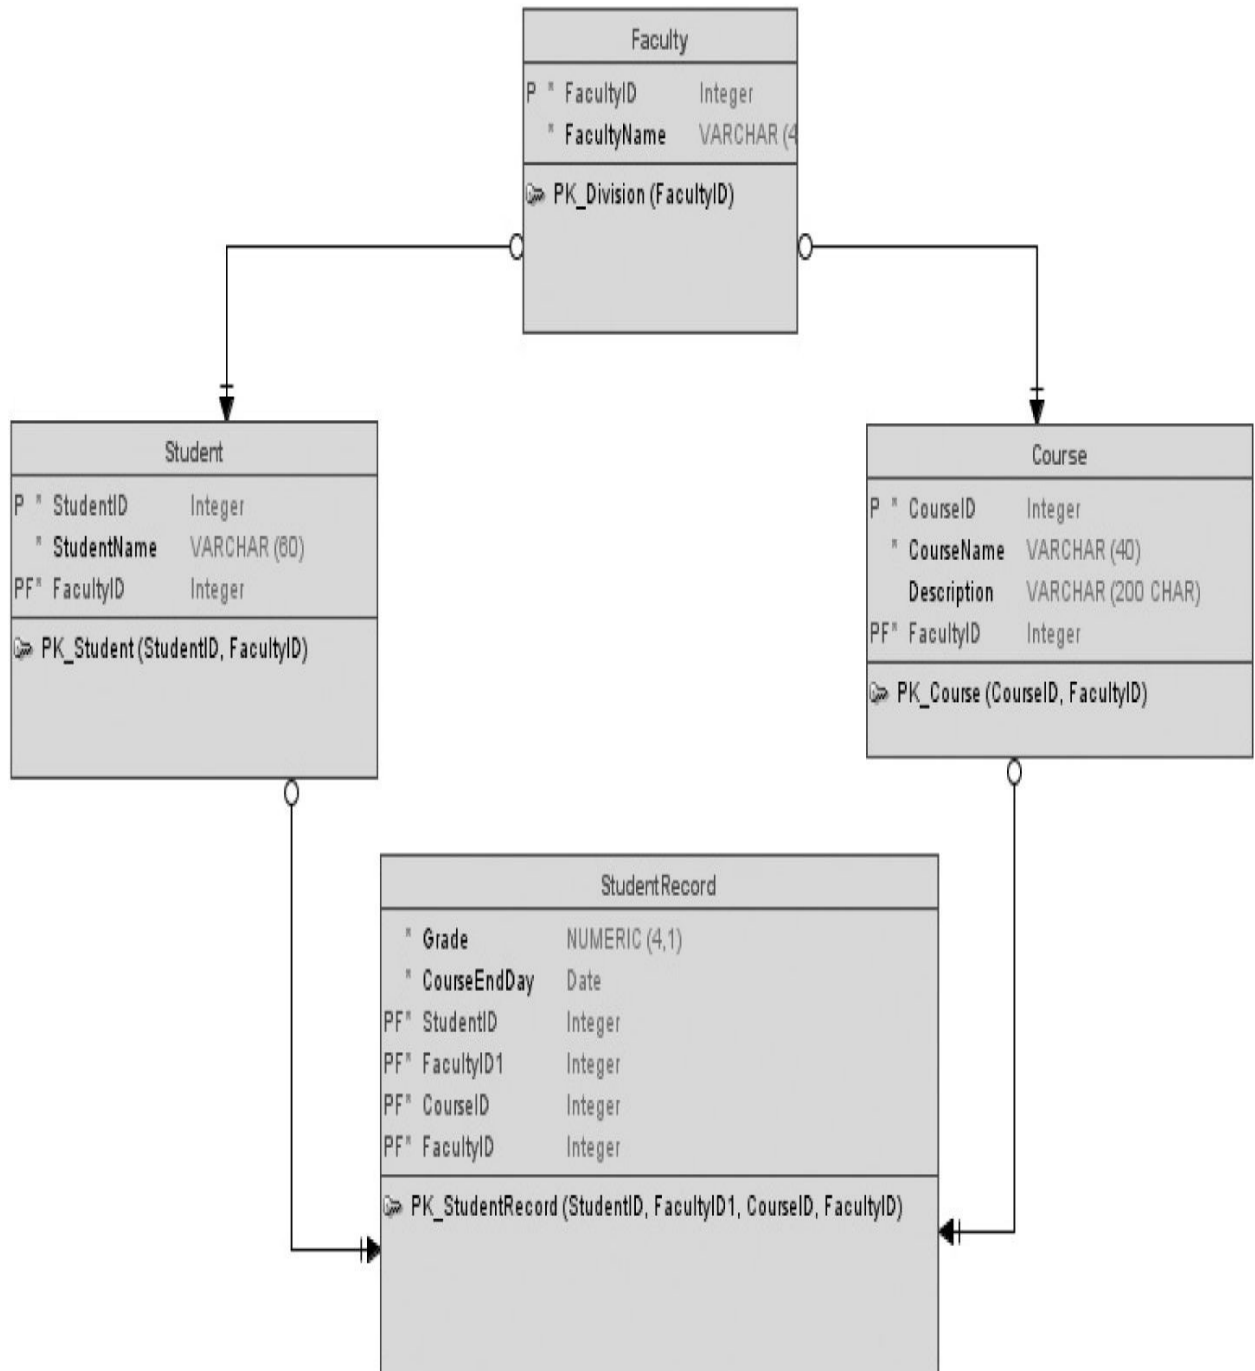 Faculty
P * FacultyID Integer
* FacultyName VARCHAR (4
PK_Division (FacultyID)
Student
P * StudentID Integer
* StudentName VARCHAR (60)
PF* FacultyID Integer
PK_Student (StudentID, FacultyID)
Course
P * CourseID Integer
* CourseName VARCHAR (40)
Description VARCHAR (200 CHAR)
PF* FacultyID Integer
PK_Course (CourseID, FacultyID)
StudentRecord
* Grade NUMERIC (4,1)
* CourseEndDay Date
PF* StudentID Integer
PF* FacultyID1 Integer
PF* CourseID Integer
PF* FacultyID Integer
PK_StudentRecord (StudentID, FacultyID1, CourseID, FacultyID)